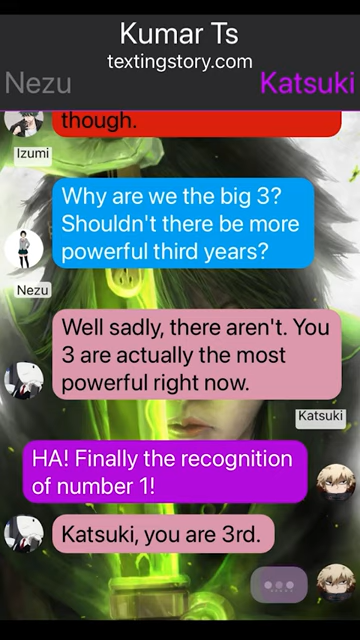 Kumar Ts
textingstory.com
Nezu
Katsuki
though.
Izumi
Why are we the big 3?
Shouldn't there be more
powerful third years?
Nezu
Well sadly, there aren't. You
3 are actually the most
powerful right now.
Katsuki
HA! Finally the recognition
of number 1!
Katsuki, you are 3rd.